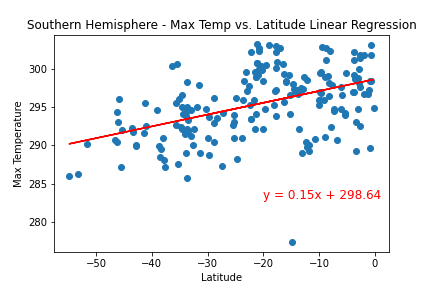 Southern Hemisphere - Max Temp vs. Latitude Linear Regression
Max Temperature
300
295
290
285
280
y = 0.15x + 298.64
−50
−40
−30
−20
−10
0
Latitude